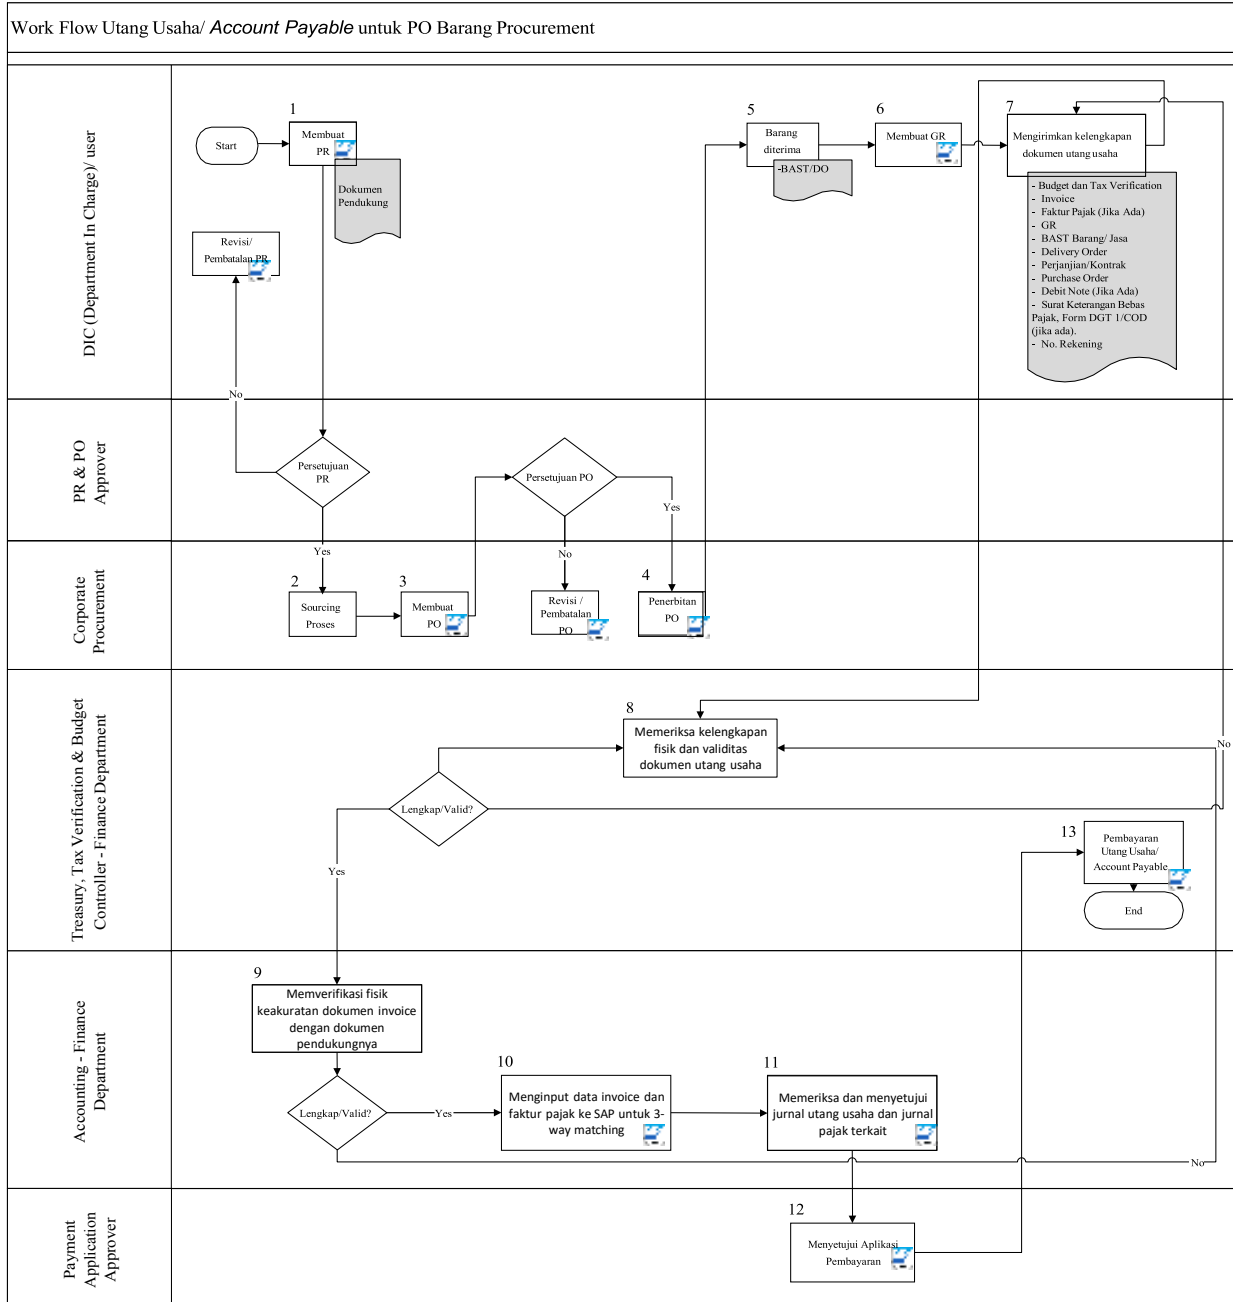 Work Flow Utang Usaha/ Account Payable untuk PO Barang Procurement
DIC (Department In Charge)/ user
Start
1
Membuat
PR
Dokumen
Pendukung
Revisi/
Pembatalan PR
No
5
Barang
diterima
-BAST/DO
6
Membuat GR
7
Mengirimkan kelengkapan
dokumen utang usaha
- Budget dan Tax Verification
- Invoice
- Faktur Pajak (Jika Ada)
- GR
- BAST Barang/ Jasa
- Delivery Order
- Perjanjian/Kontrak
- Purchase Order
- Debit Note (Jika Ada)
- Surat Keterangan Bebas
Pajak, Form DGT 1/COD
(jika ada).
- No. Rekening
PR & PO
Approver
Persetujuan
PR
Yes
Persetujuan PO
No
Yes
Corporate
Procurement
2
Sourcing
Proses
3
Membuat
PO
Revisi /
Pembatalan
PO
4
Penerbitan
PO
Treasury, Tax Verification & Budget
Controller - Finance Department
8
Memeriksa kelengkapan
fisik dan validitas
dokumen utang usaha
Lengkap/Valid?
Yes
No
13
Pembayaran
Utang Usaha/
Account Payable
End
Accounting - Finance
Department
9
Memverifikasi fisik
keakuratan dokumen invoice
dengan dokumen
pendukungnya
Lengkap/Valid?
Yes
10
Menginput data invoice dan
faktur pajak ke SAP untuk 3-
way matching
11
Memeriksa dan menyetujui
jurnal utang usaha dan jurnal
pajak terkait
No
Payment
Application
Approver
12
Menyetujui Aplikasi
Pembayaran